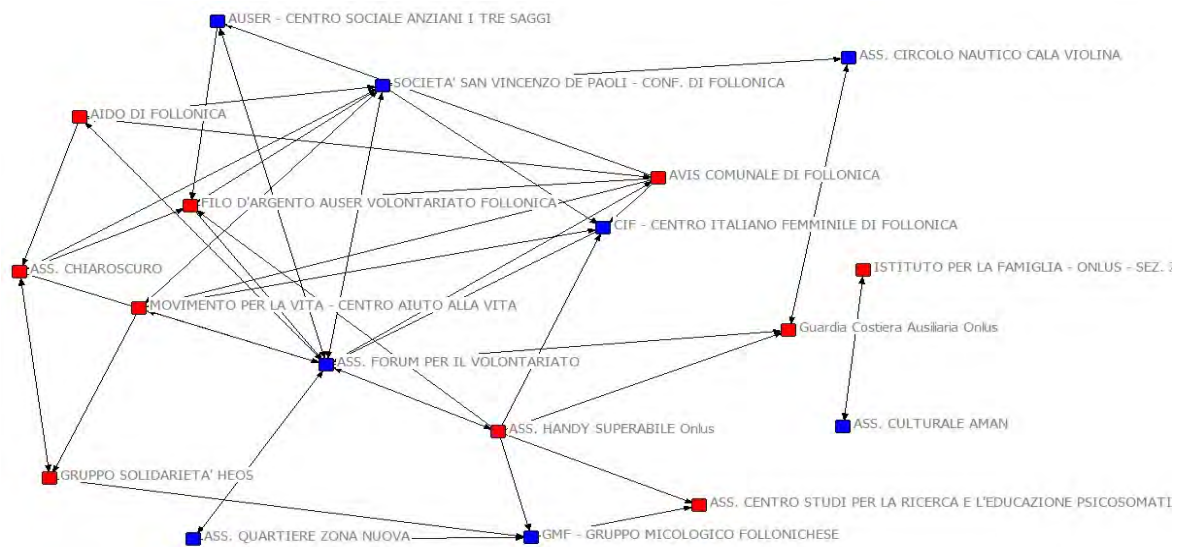 AUSER - CENTRO SOCIALE ANZIANI I TRE SAGGI
ASS. CIRCOLO NAUTICO CALA VIOLINA
SOCIETA' SAN VINCENZO DE PAOLI - CONF. DI FOLLONICA
AIDO DI FOLLONICA
AVIS COMUNALE DI FOLLONICA
FILO D'ARGENTO AUSER VOLONTARIATO FOLLONICA
CIF - CENTRO ITALIANO FEMMINILE DI FOLLONICA
ASS. CHIAROSCURO
ISTITUTO PER LA FAMIGLIA - ONLUS - SEZ.
MOVIMENTO PER LA VITA - CENTRO AIUTO ALLA VITA
Guardia Costiera Ausiliaria Onlus
ASS. FORUM PER IL VOLONTARIATO
ASS. CULTURALE AMAN
ASS. HANDY SUPERABILE Onlus
GRUPPO SOLIDARIETA' HEOS
ASS. CENTRO STUDI PER LA RICERCA E L'EDUCAZIONE PSICOSOMATI
ASS. QUARTIERE ZONA NUOVA
GMF - GRUPPO MICOLOGICO FOLLONICHESE